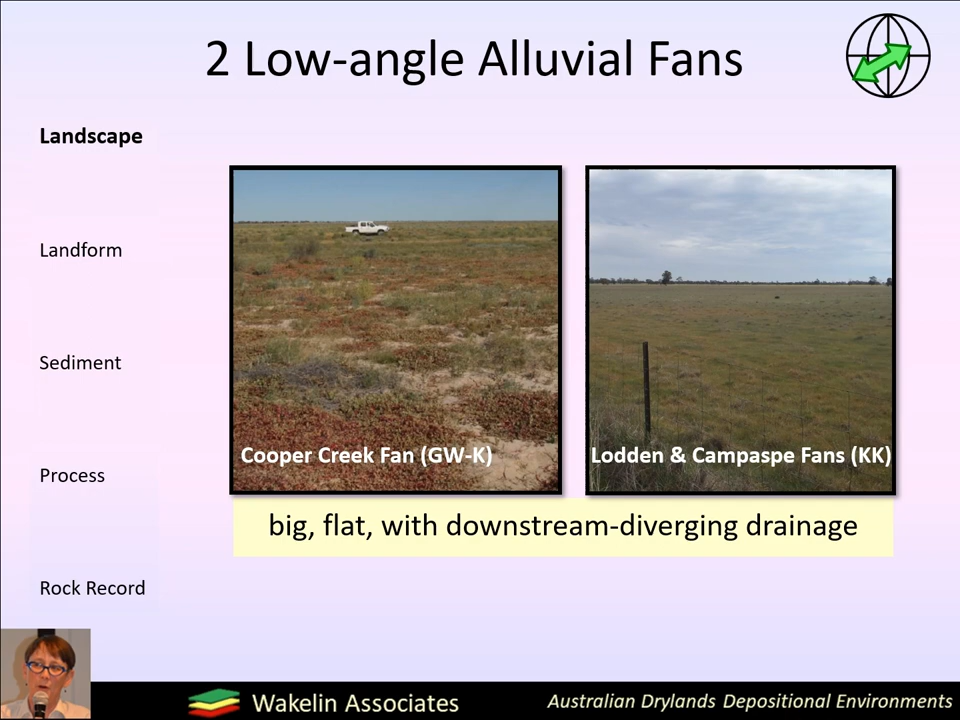 2 Low-angle Alluvial Fans
Landscape
Landform
Sediment
Process
Rock Record
Cooper Creek Fan (GW-K)
Lodden & Campaspe Fans (KK)
big, flat, with downstream-diverging drainage
Wakelin Associates
Australian Drylands Depositional Environments